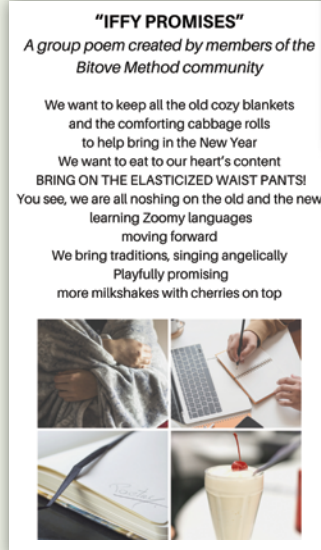 “IFFY PROMISES”
A group poem created by members of the
Bitove Method community
We want to keep all the old cozy blankets
and the comforting cabbage rolls
to help bring in the New Year
We want to eat to our heart’s content
BRING ON THE ELASTICIZED WAIST PANTS!
You see, we are all noshing on the old and the new
learning Zoomy languages
moving forward
We bring traditions, singing angelically
Playfully promising
more milkshakes with cherries on top